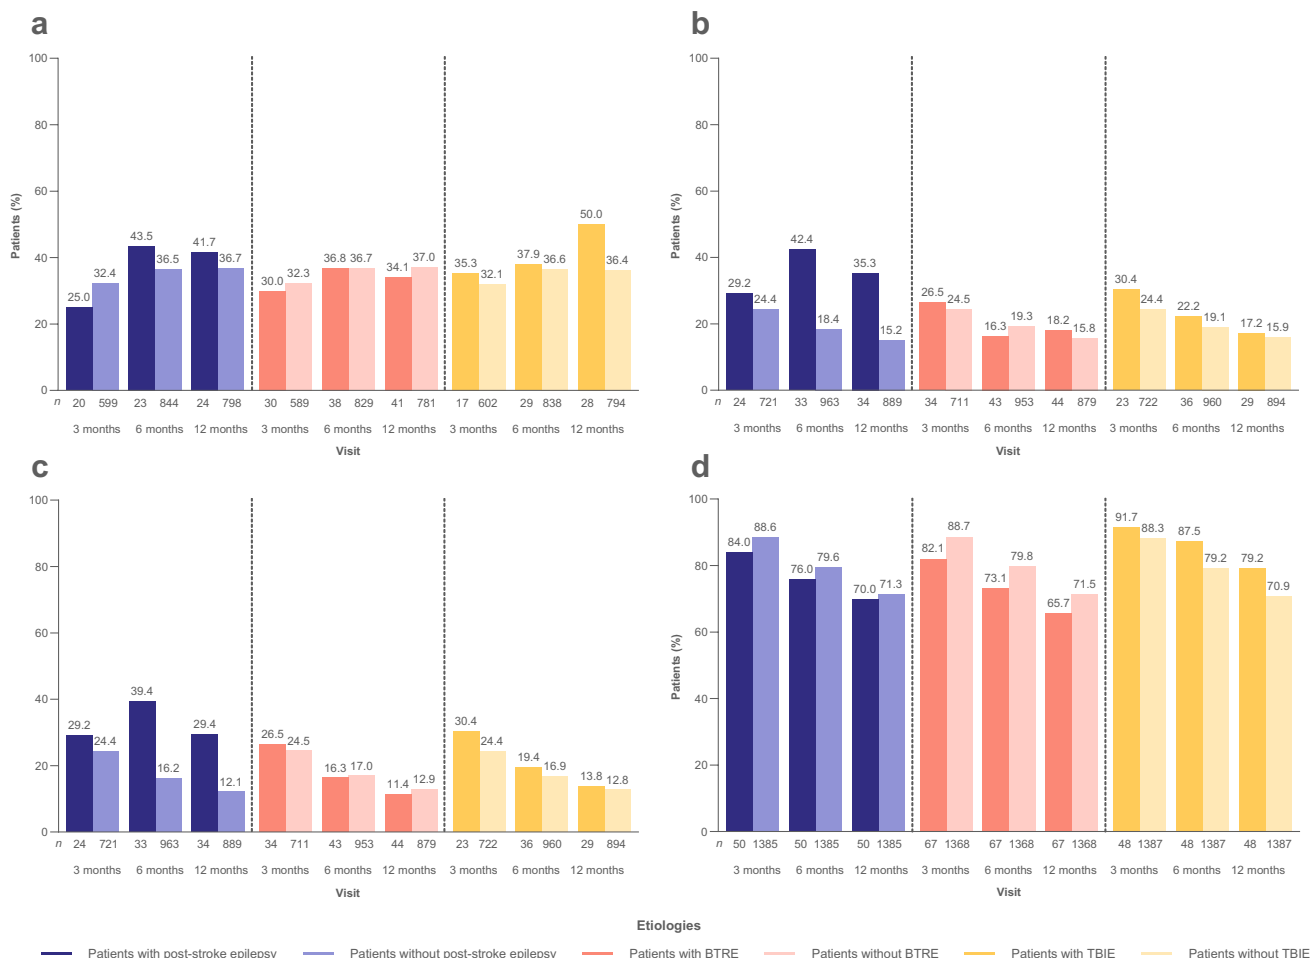 a
100
80
60
40
20
0
Patients (%)
25.0 32.4 43.5 36.5 41.7 36.7 30.0 32.3 36.8 36.7 34.1 37.0 35.3 32.1 37.9 36.6 50.0 36.4
n 20 599 23 844 24 798 30 589 38 829 41 781 17 602 29 838 28 794
3 months 6 months 12 months 3 months 6 months 12 months 3 months 6 months 12 months
Visit
b
100
80
60
40
20
0
Patients (%)
29.2 24.4 42.4 18.4 35.3 15.2 26.5 24.5 16.3 19.3 18.2 15.8 30.4 24.4 22.2 19.1 17.2 15.9
n 24 721 33 963 34 889 34 711 43 953 44 879 23 722 36 960 29 894
3 months 6 months 12 months 3 months 6 months 12 months 3 months 6 months 12 months
Visit
c
100
80
60
40
20
0
29.2 24.4 39.4 16.2 29.4 12.1 26.5 24.5 16.3 17.0 11.4 12.9 30.4 24.4 19.4 16.9 13.8 12.8
n 24 721 33 963 34 889 34 711 43 953 44 879 23 722 36 960 29 894
3 months 6 months 12 months 3 months 6 months 12 months 3 months 6 months 12 months
Visit
d
100
80
60
40
20
0
Patients (%)
84.0 88.6 76.0 79.6 70.0 71.3 82.1 88.7 73.1 79.8 65.7 71.5 91.7 88.3 87.5 79.2 79.2 70.9
n 50 1385 50 1385 50 1385 67 1368 67 1368 67 1368 48 1387 48 1387 48 1387
3 months 6 months 12 months 3 months 6 months 12 months 3 months 6 months 12 months
Visit
Etiologies
Patients with post-stroke epilepsy Patients without post-stroke epilepsy Patients with BTRE Patients without BTRE Patients with TBIE Patients without TBIE